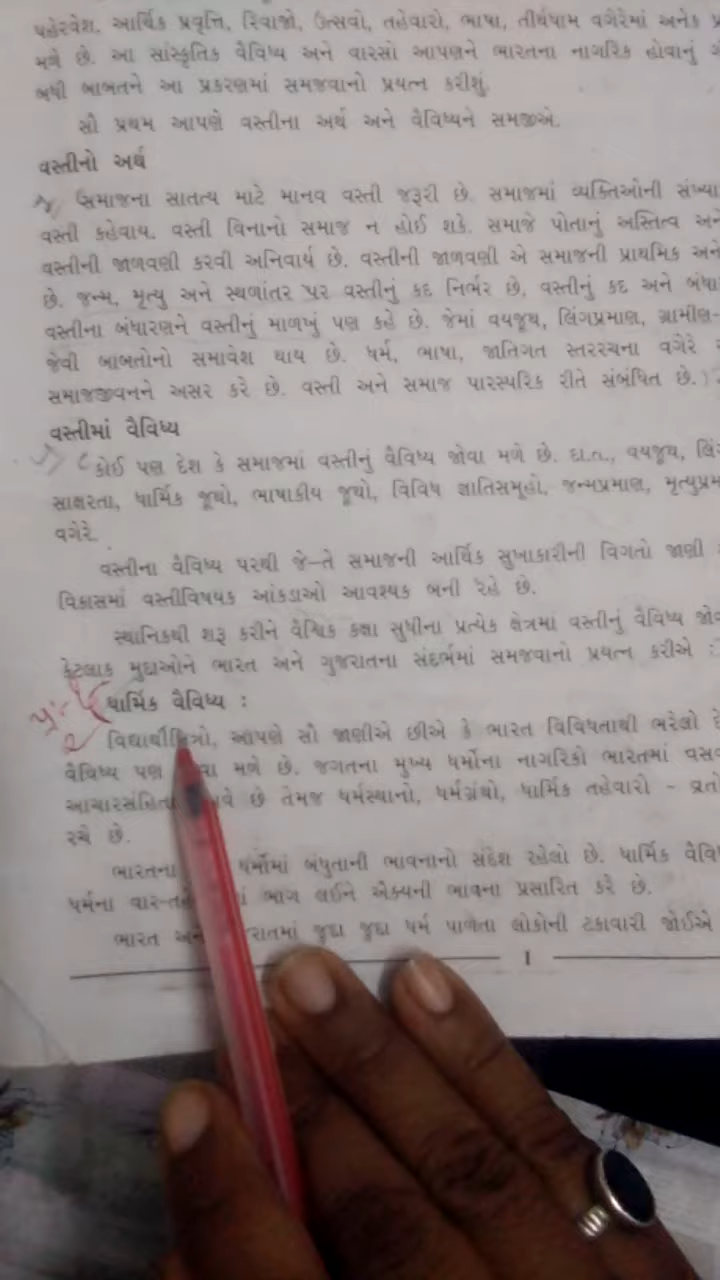 પહેરવેશ, આર્થિક પ્રવૃત્તિ, રિવાજો, ઉત્સવો, તહેવારો, ભાષા, તીર્થધામ વગેરેમાં અનેક
મળે છે. આ સાંસ્કૃતિક વૈવિધ્ય અને વારસો આપણને ભારતના નાગરિક હોવાનું
બધી બાબતને આ પ્રકરણમાં સમજવાનો પ્રયત્ન કરીશું.
સૌ પ્રથમ આપણે વસ્તીના અર્થ અને વૈવિધ્યને સમજીએ.
વસ્તીનો અર્થ
સમાજના સાતત્ય માટે માનવ વસ્તી જરૂરી છે. સમાજમાં વ્યક્તિઓની સંખ્યા
વસ્તી કહેવાય. વસ્તી વિનાનો સમાજ ન હોઈ શકે. સમાજે પોતાનું અસ્તિત્વ અને
વસ્તીની જાળવણી કરવી અનિવાર્ય છે. વસ્તીની જાળવણી એ સમાજની પ્રાથમિક અને
છે. જન્મ, મૃત્યુ અને સ્થળાંતર પર વસ્તીનું કદ નિર્ભર છે. વસ્તીનું કદ અને બંધા
વસ્તીના બંધારણને વસ્તીનું માળખું પણ કહે છે. જેમાં વયજૂથ, લિંગપ્રમાણ, ગ્રામીણ-
જેવી બાબતોનો સમાવેશ થાય છે. ધર્મ, ભાષા, જાતિગત સ્તરરચના વગેરે
સમાજજીવનને અસર કરે છે. વસ્તી અને સમાજ પારસ્પરિક રીતે સંબંધિત છે.
વસ્તીમાં વૈવિધ્ય
કોઈ પણ દેશ કે સમાજમાં વસ્તીનું વૈવિધ્ય જોવા મળે છે. દા.ત., વયજૂથ, લિં
સાક્ષરતા, ધાર્મિક જૂથો, ભાષાકીય જૂથો, વિવિધ જ્ઞાતિસમૂહો, જન્મપ્રમાણ, મૃત્યુપ્રમ
વગેરે.
વસ્તીના વૈવિધ્ય પરથી જે-તે સમાજની આર્થિક સુખાકારીની વિગતો જાણી
વિકાસમાં વસ્તીવિષયક આંકડાઓ આવશ્યક બની રહે છે.
સ્થાનિકથી શરૂ કરીને વૈશ્વિક કક્ષા સુધીના પ્રત્યેક ક્ષેત્રમાં વસ્તીનું વૈવિધ્ય જોવ
કેટલાક મુદ્દાઓને ભારત અને ગુજરાતના સંદર્ભમાં સમજવાનો પ્રયત્ન કરીએ :
ધાર્મિક વૈવિધ્ય :
વિદ્યાર્થીમિત્રો, આપણે સૌ જાણીએ છીએ કે ભારત વિવિધતાથી ભરેલો દે
વૈવિધ્ય પણ વા મળે છે. જગતના મુખ્ય ધર્મોના નાગરિકો ભારતમાં વસ
આચારસંહિતા વે છે તેમજ ધર્મસ્થાનો, ધર્મગ્રંથો, ધાર્મિક તહેવારો - વ્રતો
રચે છે.
ભારતના ધર્મોમાં બંધુતાની ભાવનાનો સંદેશ રહેલો છે. ધાર્મિક વૈવિ
ધર્મના વાર-તહે માં ભાગ લઈને ઐક્યની ભાવના પ્રસારિત કરે છે.
ભારત અને રાતમાં જુદા જુદા ધર્મ પાળતા લોકોની ટકાવારી જોઈએ
1